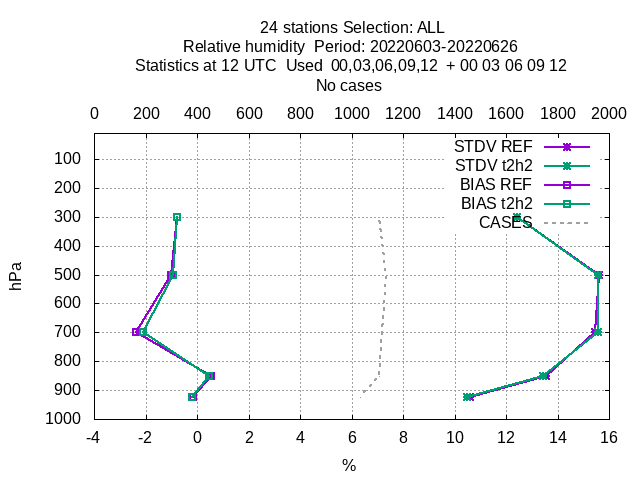 24 stations Selection: ALL
Relative humidity  Period: 20220603-20220626
Statistics at 12 UTC  Used  00,03,06,09,12  + 00 03 06 09 12
No cases
0 200 400 600 800 1000 1200 1400 1600 1800 2000
STDV REF
STDV t2h2
BIAS REF
BIAS t2h2
CASES
100
200
300
400
500
600
700
800
900
1000
hPa
-4 -2 0 2 4 6 8 10 12 14 16
%